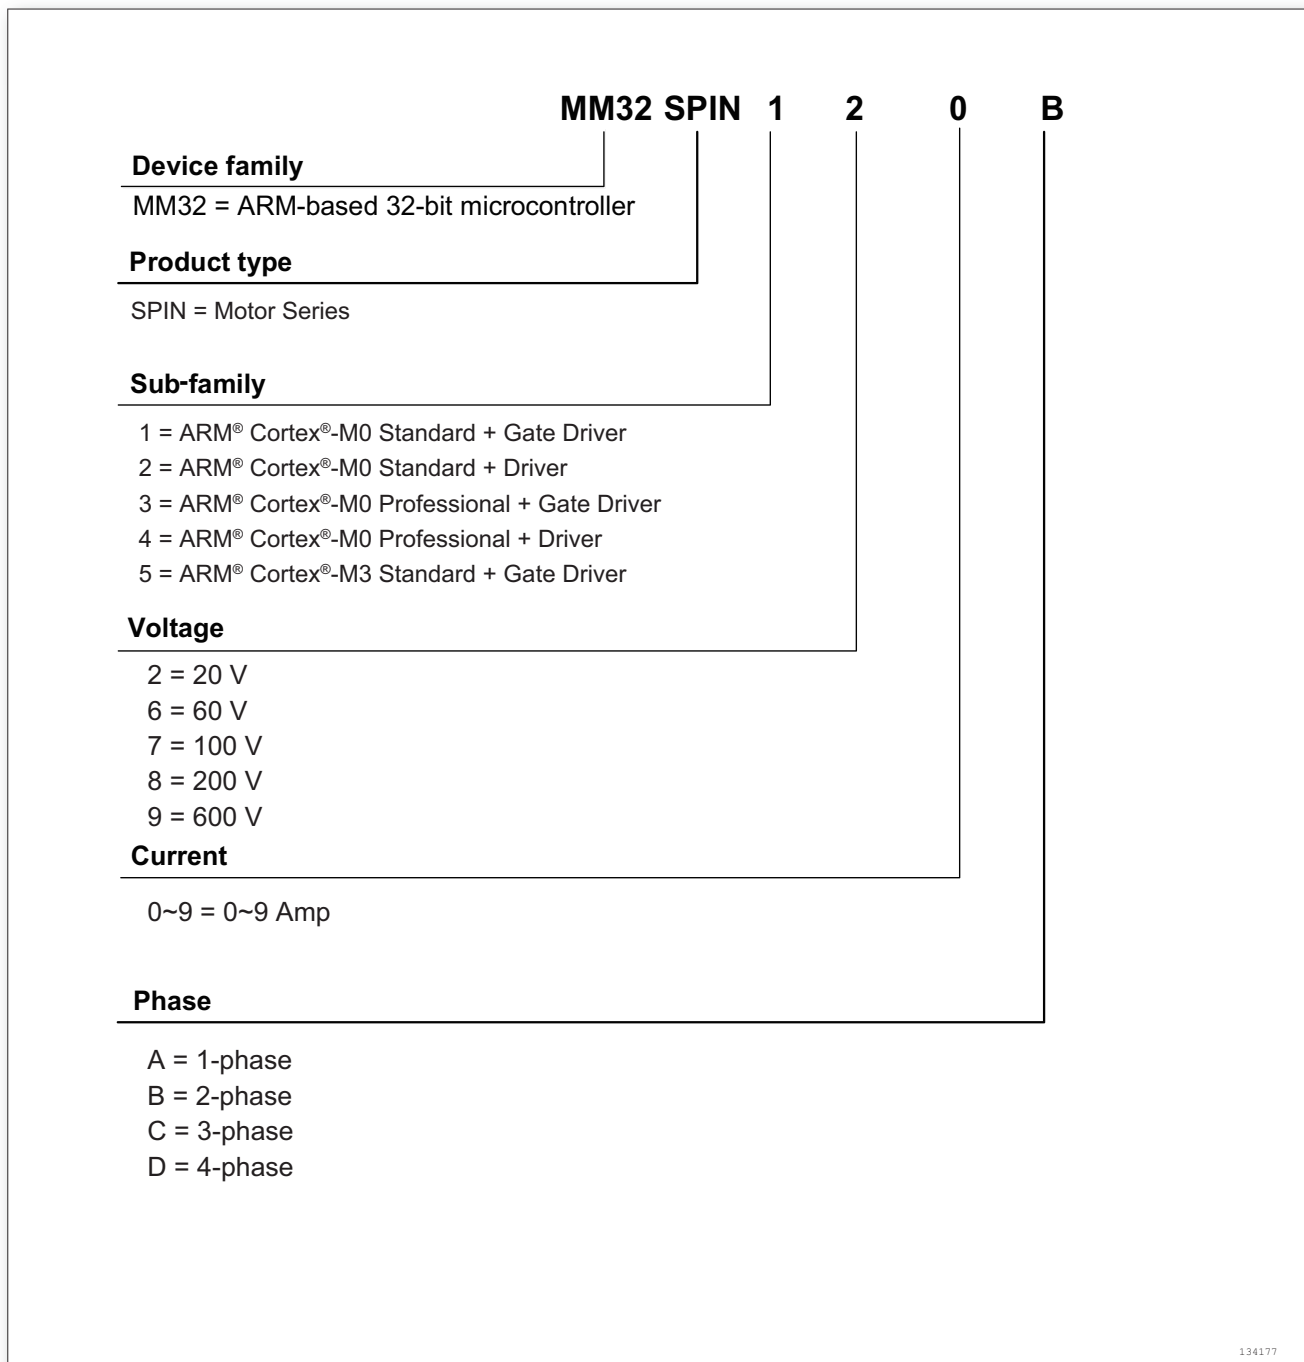 MM32 SPIN 1 2 0 B
Device family
MM32 = ARM-based 32-bit microcontroller
Product type
SPIN = Motor Series
Sub-family
1 = ARM® Cortex®-M0 Standard + Gate Driver
2 = ARM® Cortex®-M0 Standard + Driver
3 = ARM® Cortex®-M0 Professional + Gate Driver
4 = ARM® Cortex®-M0 Professional + Driver
5 = ARM® Cortex®-M3 Standard + Gate Driver
Voltage
2 = 20 V
6 = 60 V
7 = 100 V
8 = 200 V
9 = 600 V
Current
0~9 = 0~9 Amp
Phase
A = 1-phase
B = 2-phase
C = 3-phase
D = 4-phase
134177